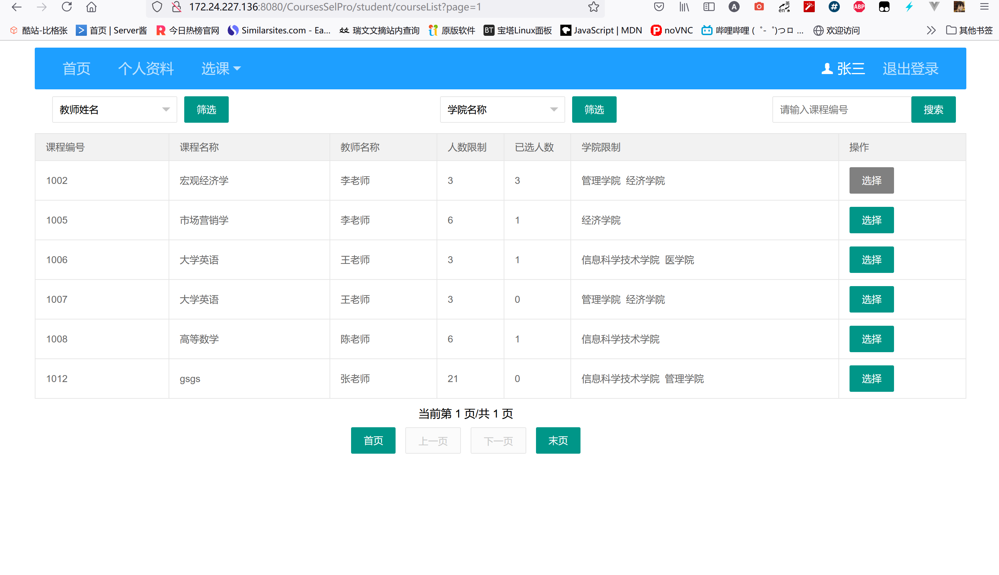 172.24.227.136:8080/CoursesSelPro/student/courseList?page=1
A 英 en # ABP
酷站-比格张 首页 | Server酱 今日热榜官网 Similarsites.com - Ea... 瑞文文摘站内查询 原版软件 BT 宝塔Linux面板 JavaScript | MDN noVNC 哔哩哔哩 ( ゜- ゜)つロ ... 欢迎访问 其他书签
首页 个人资料 选课 张三 退出登录
教师姓名 筛选 学院名称 筛选 请输入课程编号 搜索
课程编号 课程名称 教师名称 人数限制 已选人数 学院限制 操作
1002 宏观经济学 李老师 3 3 管理学院 经济学院 选择
1005 市场营销学 李老师 6 1 经济学院 选择
1006 大学英语 王老师 3 1 信息科学技术学院 医学院 选择
1007 大学英语 王老师 3 0 管理学院 经济学院 选择
1008 高等数学 陈老师 6 1 信息科学技术学院 选择
1012 gsgs 张老师 21 0 信息科学技术学院 管理学院 选择
当前第 1 页/共 1 页
首页 上一页 下一页 末页